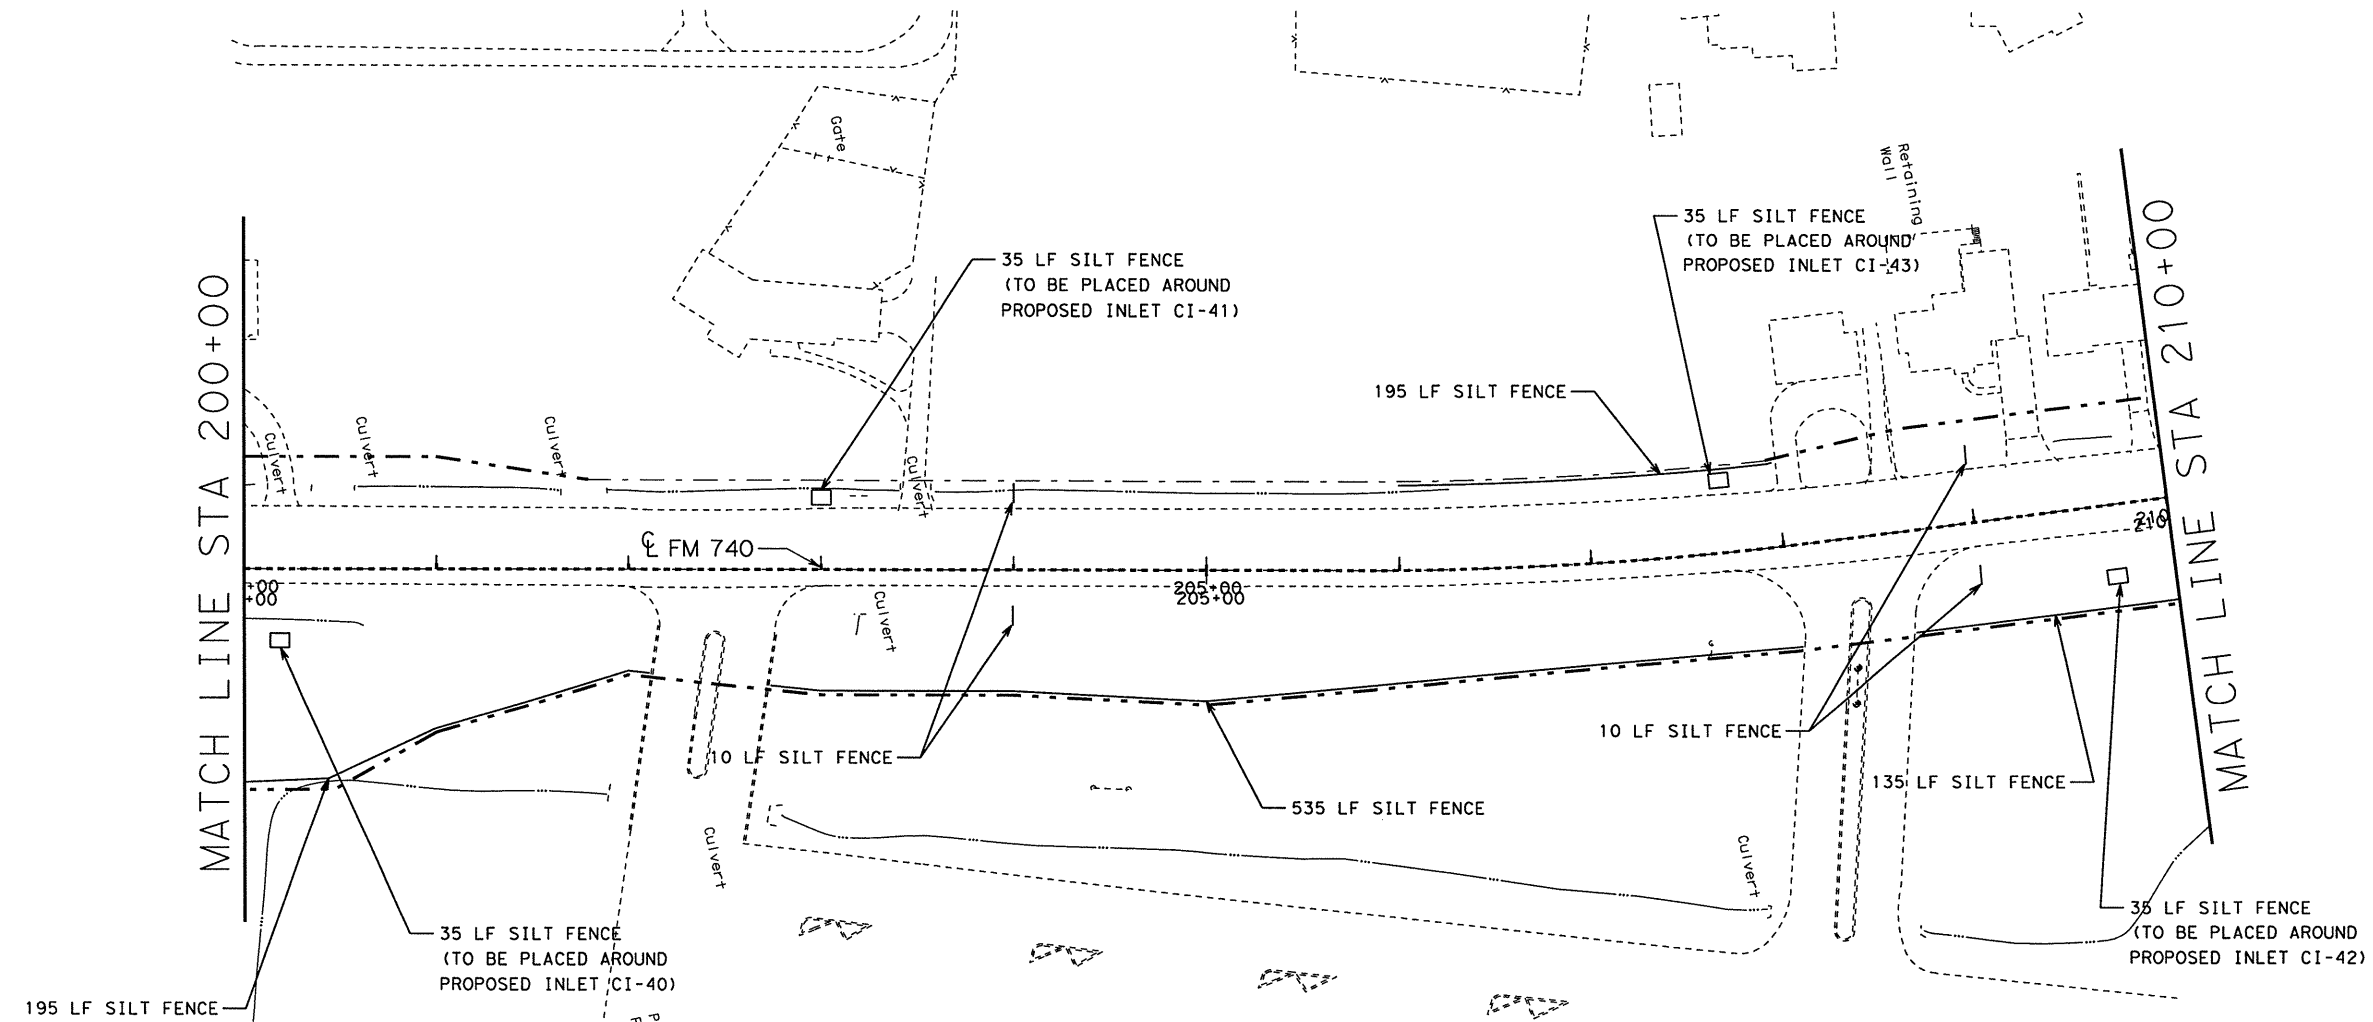 Gate
Retaining
Wall
35 LF SILT FENCE
(TO BE PLACED AROUND
PROPOSED INLET CI-43)
35 LF SILT FENCE
(TO BE PLACED AROUND
PROPOSED INLET CI-41)
MATCH LINE STA 200+00
MATCH LINE STA 210+00
195 LF SILT FENCE
Culvert
Culvert
Culvert
Culvert
210
210
℄ FM 740
+00
+00
205+00
205+00
Culvert
10 LF SILT FENCE
10 LF SILT FENCE
135 LF SILT FENCE
535 LF SILT FENCE
Culvert
Culvert
35 LF SILT FENCE
(TO BE PLACED AROUND
PROPOSED INLET CI-40)
35 LF SILT FENCE
(TO BE PLACED AROUND
PROPOSED INLET CI-42)
195 LF SILT FENCE